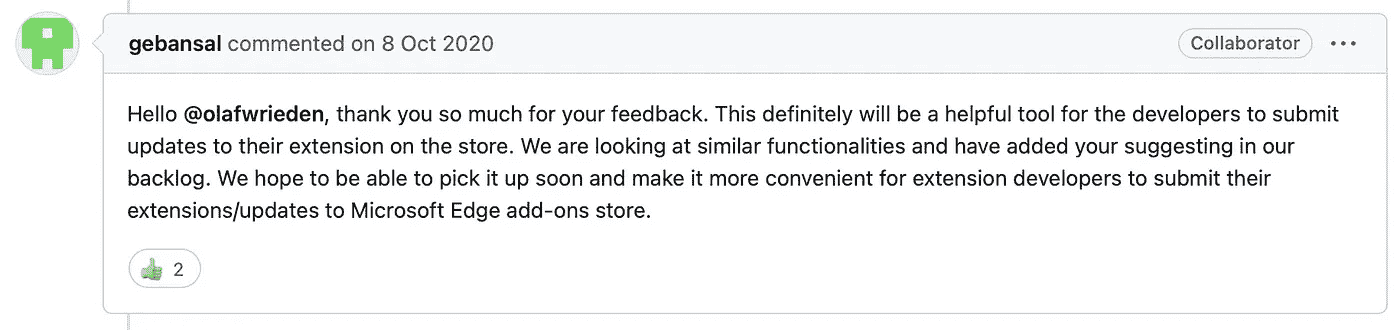 gebansal commented on 8 Oct 2020 Collaborator
Hello @olafwrieden, thank you so much for your feedback. This definitely will be a helpful tool for the developers to submit
updates to their extension on the store. We are looking at similar functionalities and have added your suggesting in our
backlog. We hope to be able to pick it up soon and make it more convenient for extension developers to submit their
extensions/updates to Microsoft Edge add-ons store.
2